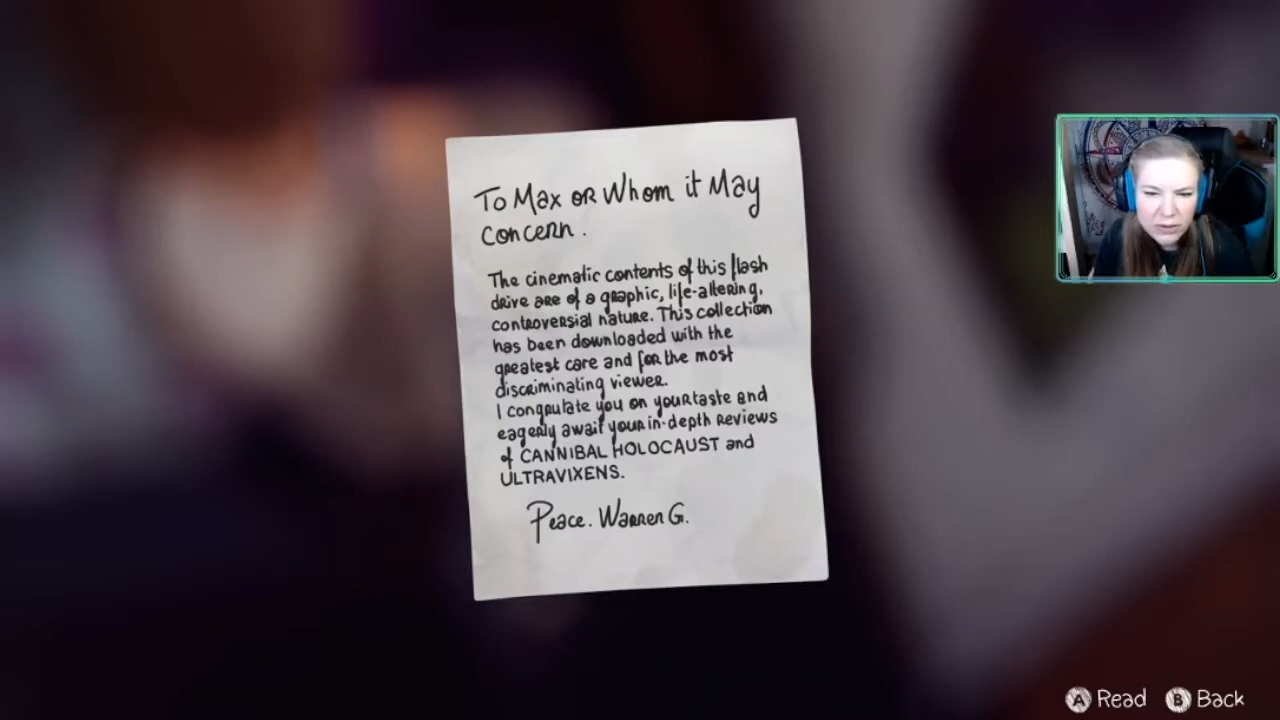 To Max or Whom it May
concern.
The cinematic contents of this flash
drive are of a graphic, life-altering,
controversial nature. This collection
has been downloaded with the
greatest care and for the most
discriminating viewer.
I congrulate you on your taste and
eagerly await your in-depth reviews
of CANNIBAL HOLOCAUST and
ULTRAVIXENS.
Peace. Warren G.
A Read B Back